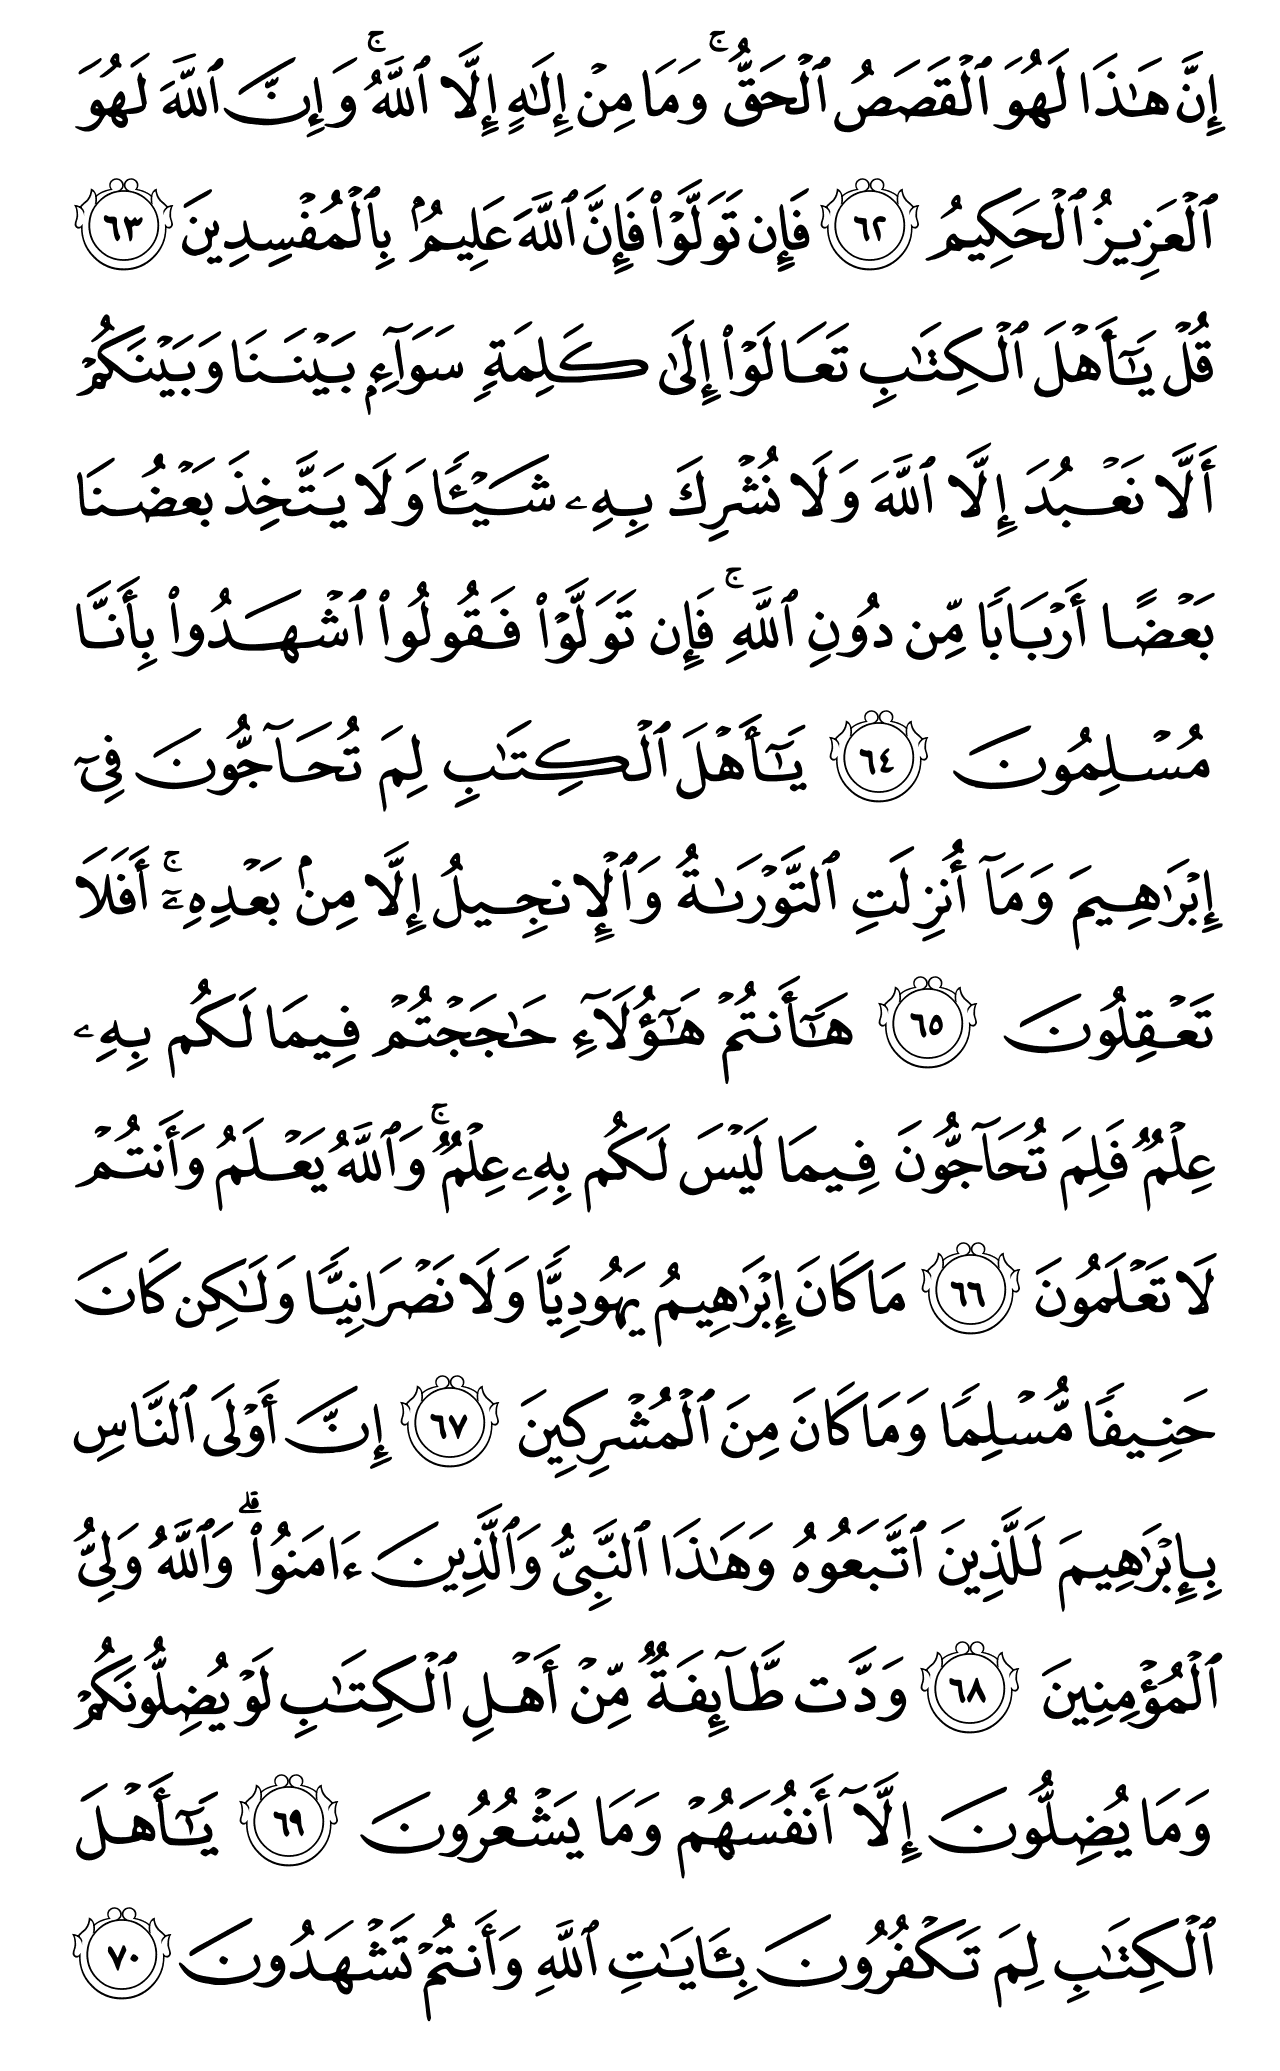 إِنَّ هَٰذَا لَهُوَ ٱلْقَصَصُ ٱلْحَقُّ ۚ وَمَا مِنْ إِلَٰهٍ إِلَّا ٱللَّهُ ۚ وَإِنَّ ٱللَّهَ لَهُوَ
ٱلْعَزِيزُ ٱلْحَكِيمُ ٦٢ فَإِن تَوَلَّوْا۟ فَإِنَّ ٱللَّهَ عَلِيمٌۢ بِٱلْمُفْسِدِينَ ٦٣
قُلْ يَٰٓأَهْلَ ٱلْكِتَٰبِ تَعَالَوْا۟ إِلَىٰ كَلِمَةٍ سَوَآءٍۭ بَيْنَنَا وَبَيْنَكُمْ
أَلَّا نَعْبُدَ إِلَّا ٱللَّهَ وَلَا نُشْرِكَ بِهِۦ شَيْـًٔا وَلَا يَتَّخِذَ بَعْضُنَا
بَعْضًا أَرْبَابًا مِّن دُونِ ٱللَّهِ ۚ فَإِن تَوَلَّوْا۟ فَقُولُوا۟ ٱشْهَدُوا۟ بِأَنَّا
مُسْلِمُونَ ٦٤ يَٰٓأَهْلَ ٱلْكِتَٰبِ لِمَ تُحَآجُّونَ فِىٓ
إِبْرَٰهِيمَ وَمَآ أُنزِلَتِ ٱلتَّوْرَىٰةُ وَٱلْإِنجِيلُ إِلَّا مِنۢ بَعْدِهِۦٓ ۚ أَفَلَا
تَعْقِلُونَ ٦٥ هَٰٓأَنتُمْ هَٰٓؤُلَآءِ حَٰجَجْتُمْ فِيمَا لَكُم بِهِۦ
عِلْمٌ فَلِمَ تُحَآجُّونَ فِيمَا لَيْسَ لَكُم بِهِۦ عِلْمٌ ۚ وَٱللَّهُ يَعْلَمُ وَأَنتُمْ
لَا تَعْلَمُونَ ٦٦ مَا كَانَ إِبْرَٰهِيمُ يَهُودِيًّا وَلَا نَصْرَانِيًّا وَلَٰكِن كَانَ
حَنِيفًا مُّسْلِمًا وَمَا كَانَ مِنَ ٱلْمُشْرِكِينَ ٦٧ إِنَّ أَوْلَى ٱلنَّاسِ
بِإِبْرَٰهِيمَ لَلَّذِينَ ٱتَّبَعُوهُ وَهَٰذَا ٱلنَّبِىُّ وَٱلَّذِينَ ءَامَنُوا۟ ۗ وَٱللَّهُ وَلِىُّ
ٱلْمُؤْمِنِينَ ٦٨ وَدَّت طَّآئِفَةٌ مِّنْ أَهْلِ ٱلْكِتَٰبِ لَوْ يُضِلُّونَكُمْ
وَمَا يُضِلُّونَ إِلَّآ أَنفُسَهُمْ وَمَا يَشْعُرُونَ ٦٩ يَٰٓأَهْلَ
ٱلْكِتَٰبِ لِمَ تَكْفُرُونَ بِـَٔايَٰتِ ٱللَّهِ وَأَنتُمْ تَشْهَدُونَ ٧٠